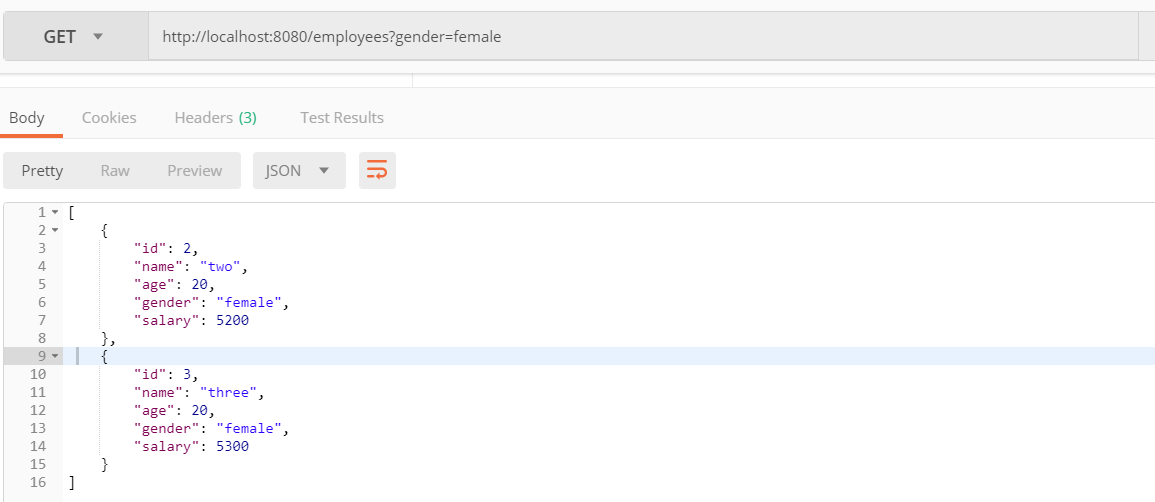 GET http://localhost:8080/employees?gender=female
Body Cookies Headers (3) Test Results
Pretty Raw Preview JSON
1 [
2 {
3 "id": 2,
4 "name": "two",
5 "age": 20,
6 "gender": "female",
7 "salary": 5200
8 },
9 {
10 "id": 3,
11 "name": "three",
12 "age": 20,
13 "gender": "female",
14 "salary": 5300
15 }
16 ]